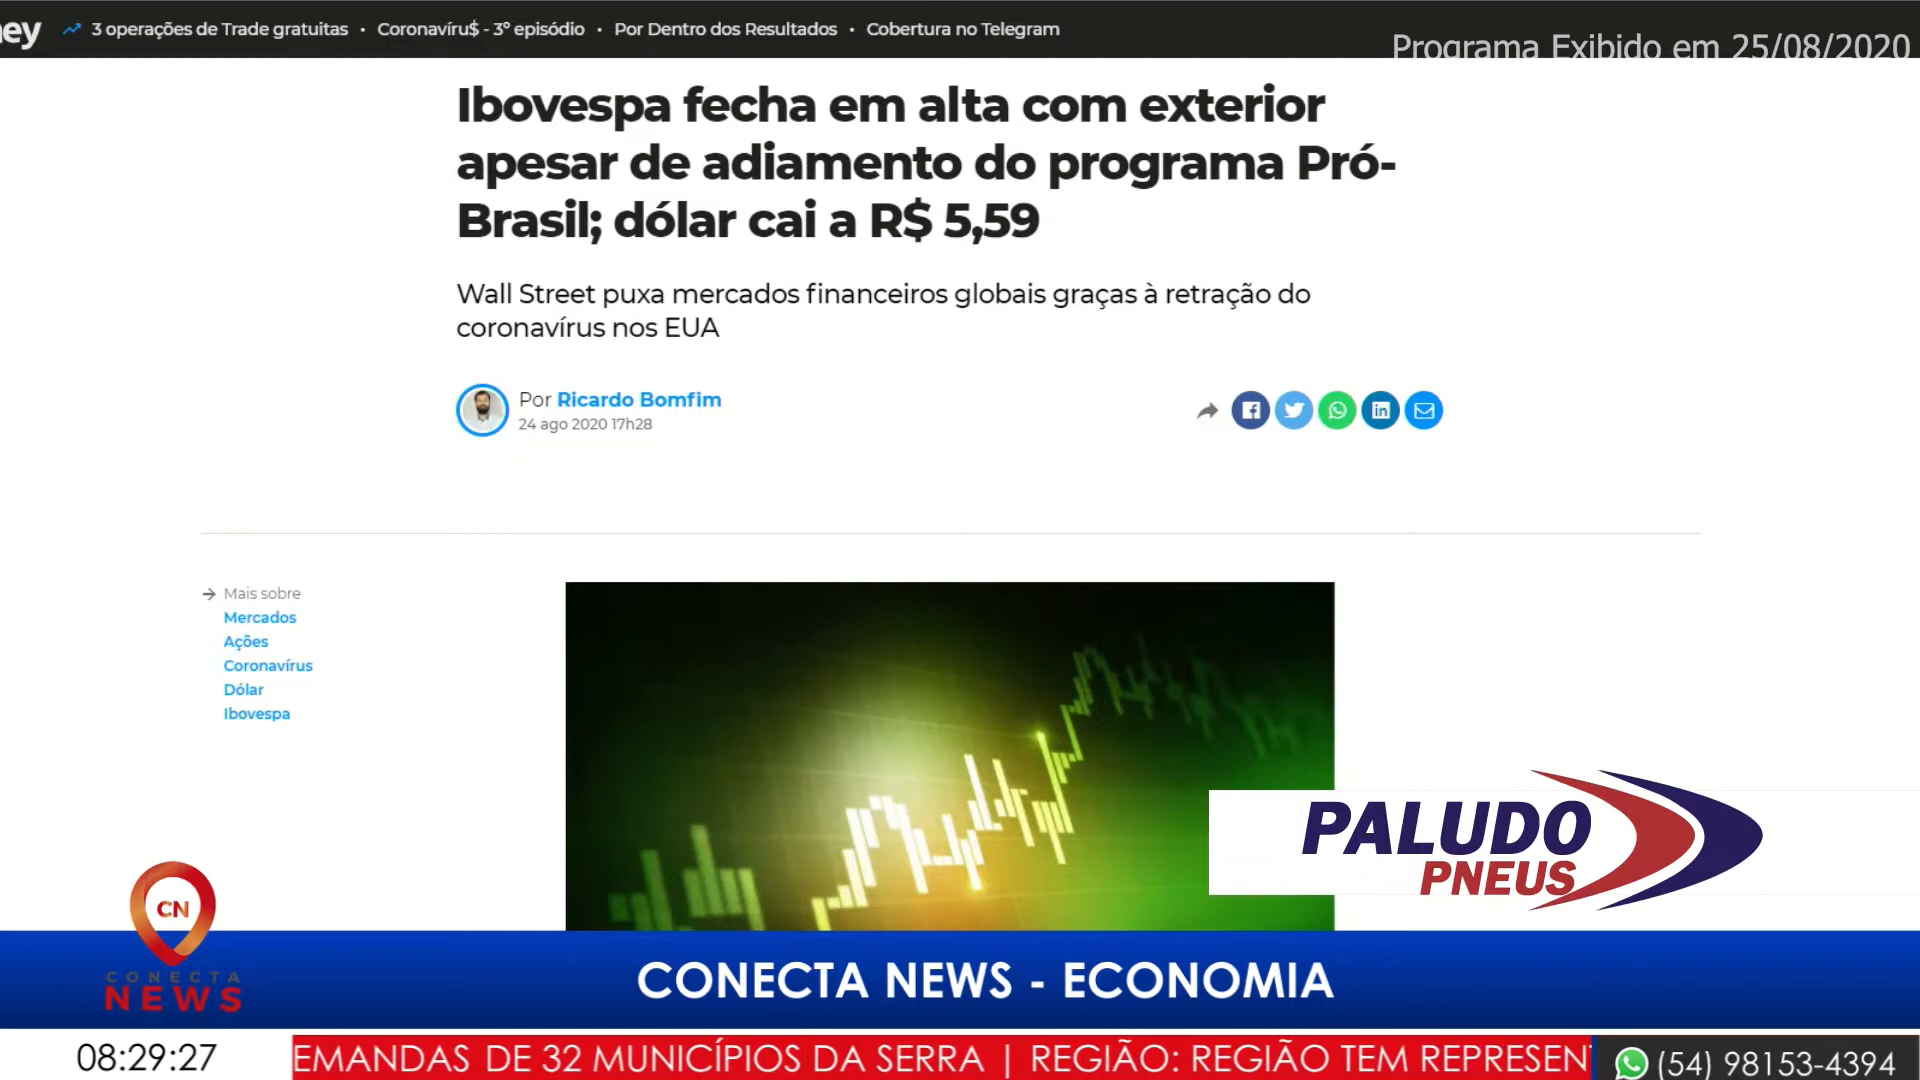 ey
3 operações de Trade gratuitas • Coronavíru$ - 3º episódio • Por Dentro dos Resultados • Cobertura no Telegram
Programa Exibido em 25/08/2020
Ibovespa fecha em alta com exterior
apesar de adiamento do programa Pró-
Brasil; dólar cai a R$ 5,59
Wall Street puxa mercados financeiros globais graças à retração do
coronavírus nos EUA
Por Ricardo Bomfim
24 ago 2020 17h28
Mais sobre
Mercados
Ações
Coronavírus
Dólar
Ibovespa
PALUDO
PNEUS
CN
CONECTA
NEWS
CONECTA NEWS - ECONOMIA
08:29:27
EMANDAS DE 32 MUNICÍPIOS DA SERRA | REGIÃO: REGIÃO TEM REPRESEN
(54) 98153-4394